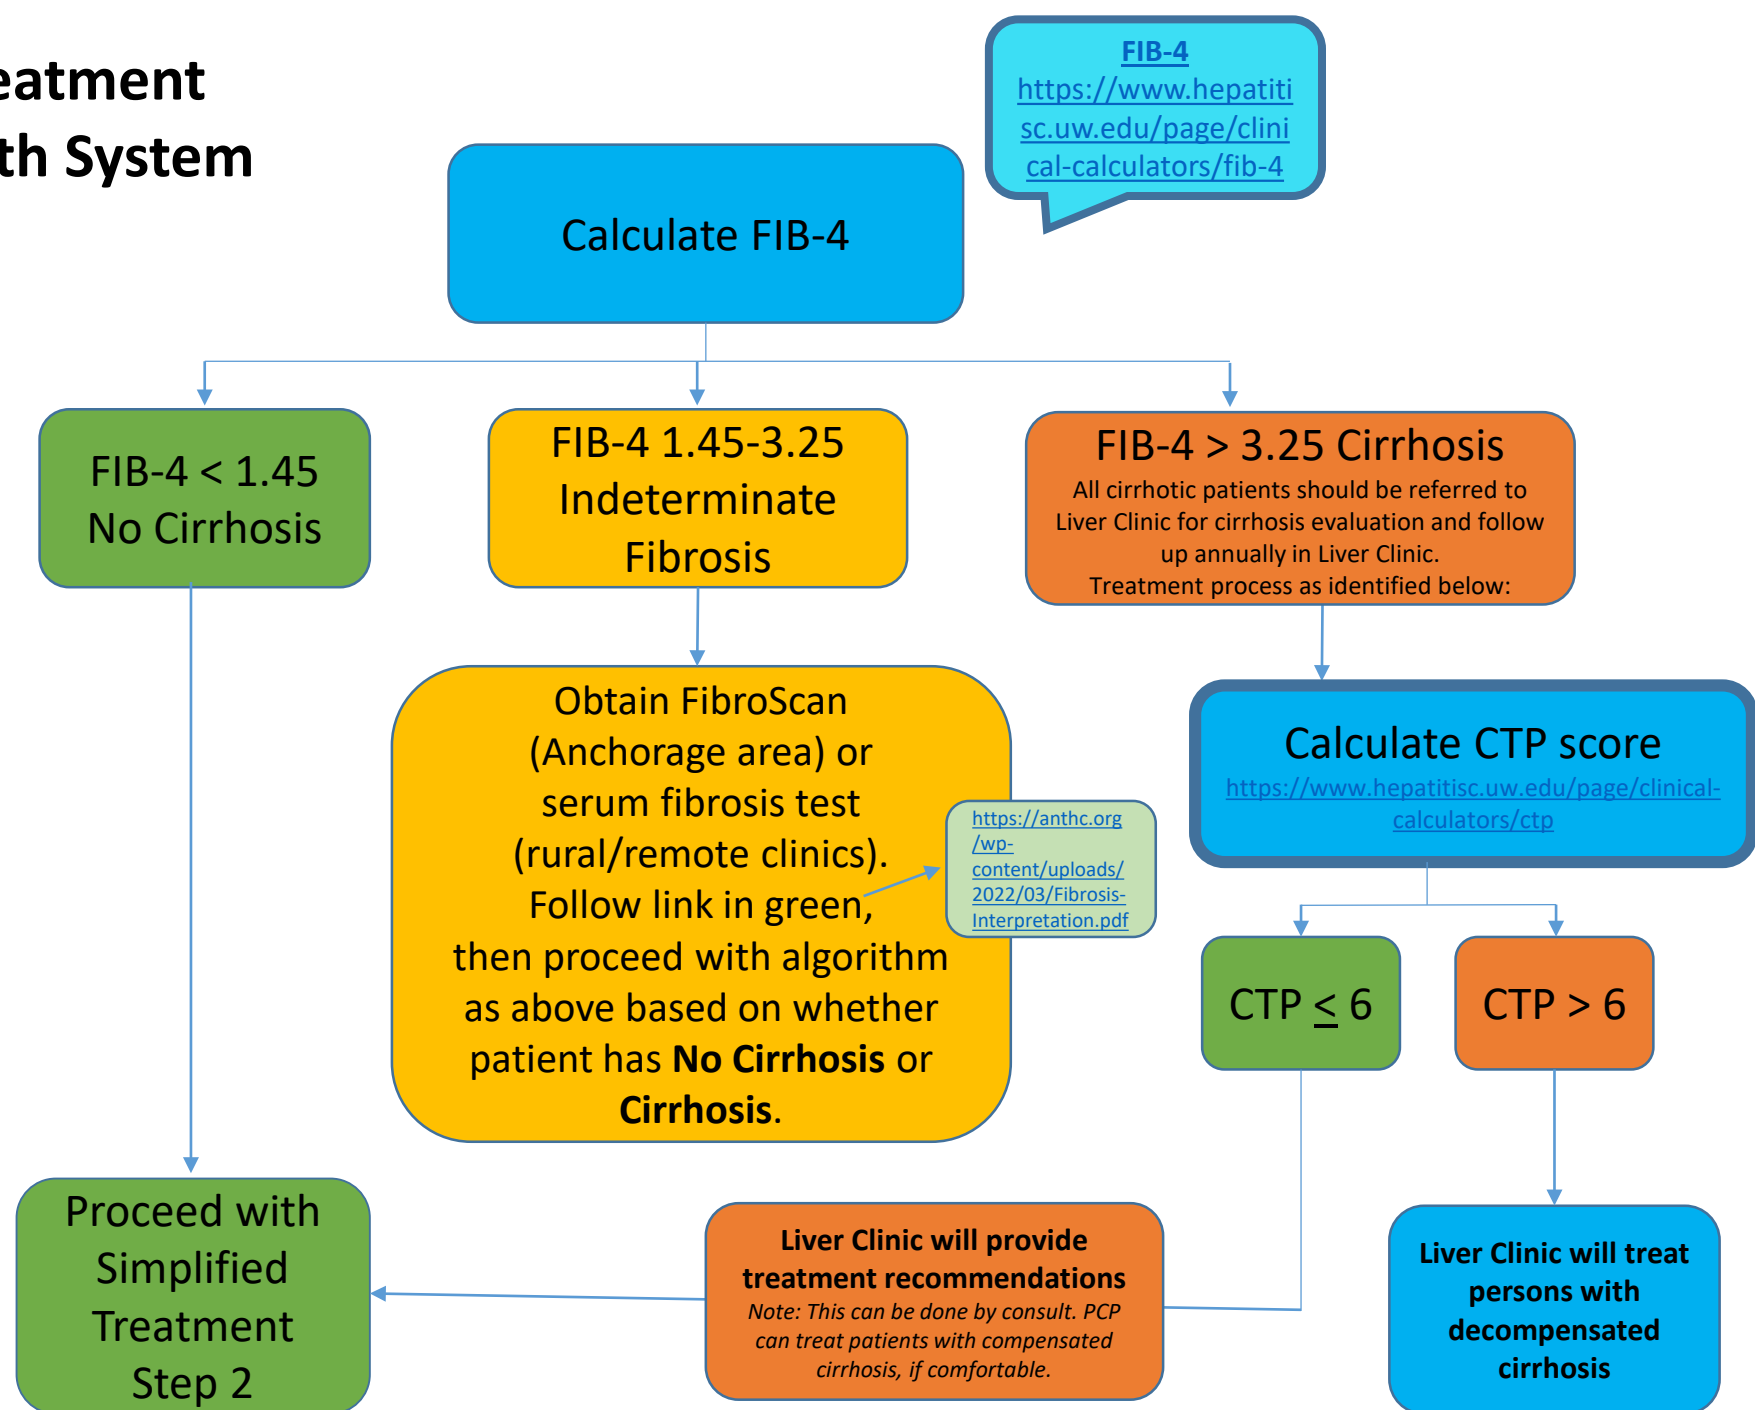 eatment
th System
FIB-4
https://www.hepatiti
sc.uw.edu/page/clini
cal-calculators/fib-4
Calculate FIB-4
FIB-4 < 1.45
No Cirrhosis
FIB-4 1.45-3.25
Indeterminate
Fibrosis
FIB-4 > 3.25 Cirrhosis
All cirrhotic patients should be referred to
Liver Clinic for cirrhosis evaluation and follow
up annually in Liver Clinic.
Treatment process as identified below:
Obtain FibroScan
(Anchorage area) or
serum fibrosis test
(rural/remote clinics).
Follow link in green,
then proceed with algorithm
as above based on whether
patient has No Cirrhosis or
Cirrhosis.
https://anthc.org
/wp-
content/uploads/
2022/03/Fibrosis-
Interpretation.pdf
Calculate CTP score
https://www.hepatitisc.uw.edu/page/clinical-
calculators/ctp
CTP ≤ 6
CTP > 6
Proceed with
Simplified
Treatment
Step 2
Liver Clinic will provide
treatment recommendations
Note: This can be done by consult. PCP
can treat patients with compensated
cirrhosis, if comfortable.
Liver Clinic will treat
persons with
decompensated
cirrhosis